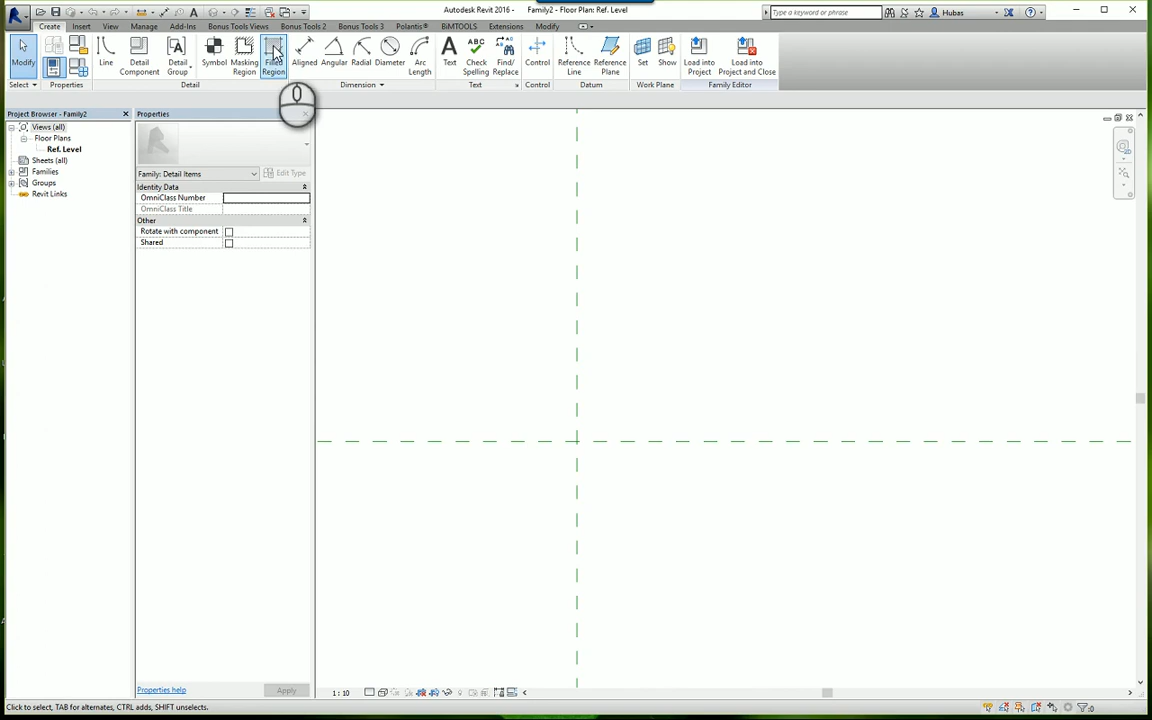 Autodesk Revit 2016 - Family2 - Floor Plan: Ref. Level
Type a keyword or phrase
Hubas
Create Insert View Manage Add-Ins Bonus Tools Views Bonus Tools 2 Bonus Tools 3 Polantis® BiMTOOLS Extensions Modify
Modify
Line
Detail Component
Detail Group
Symbol
Masking Region
Filled Region
Aligned
Angular
Radial
Diameter
Arc Length
Text
ABC
Check Spelling
Find/ Replace
Control
Reference Line
Reference Plane
Set
Show
Load into Project
Load into Project and Close
Select Properties Detail Dimension Text Control Datum Work Plane Family Editor
Project Browser - Family2
Views (all)
Floor Plans
Ref. Level
Sheets (all)
Families
Groups
Revit Links
Properties
Family: Detail Items
Edit Type
Identity Data
OmniClass Number
OmniClass Title
Other
Rotate with component
Shared
Properties help
Apply
1 : 10
Click to select, TAB for alternates, CTRL adds, SHIFT unselects.
:0